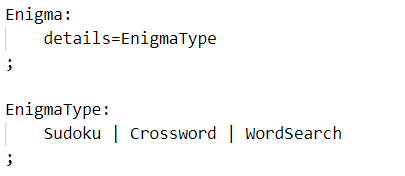 Enigma:
    details=EnigmaType
;
EnigmaType:
    Sudoku | Crossword | WordSearch
;